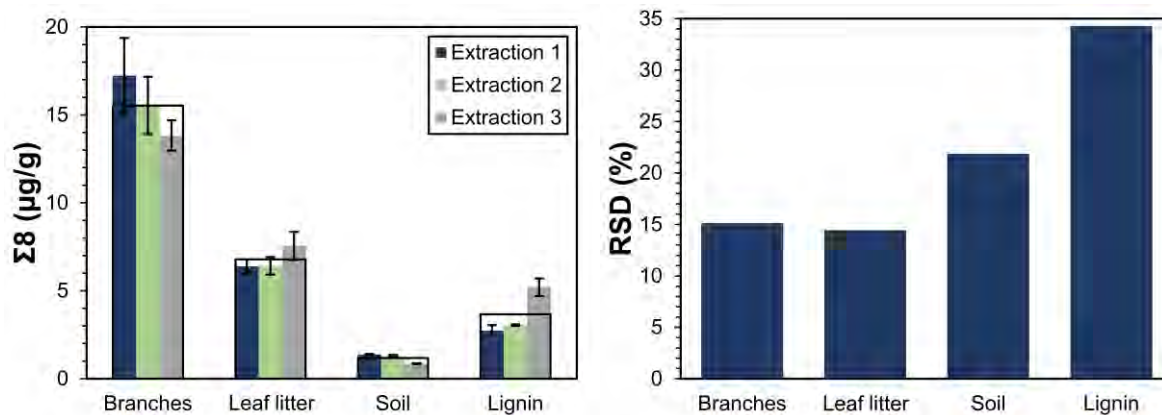 Σ8 (µg/g)
20
15
10
5
0
Extraction 1
Extraction 2
Extraction 3
Branches Leaf litter Soil Lignin
RSD (%)
35
30
25
20
15
10
5
0
Branches Leaf litter Soil Lignin